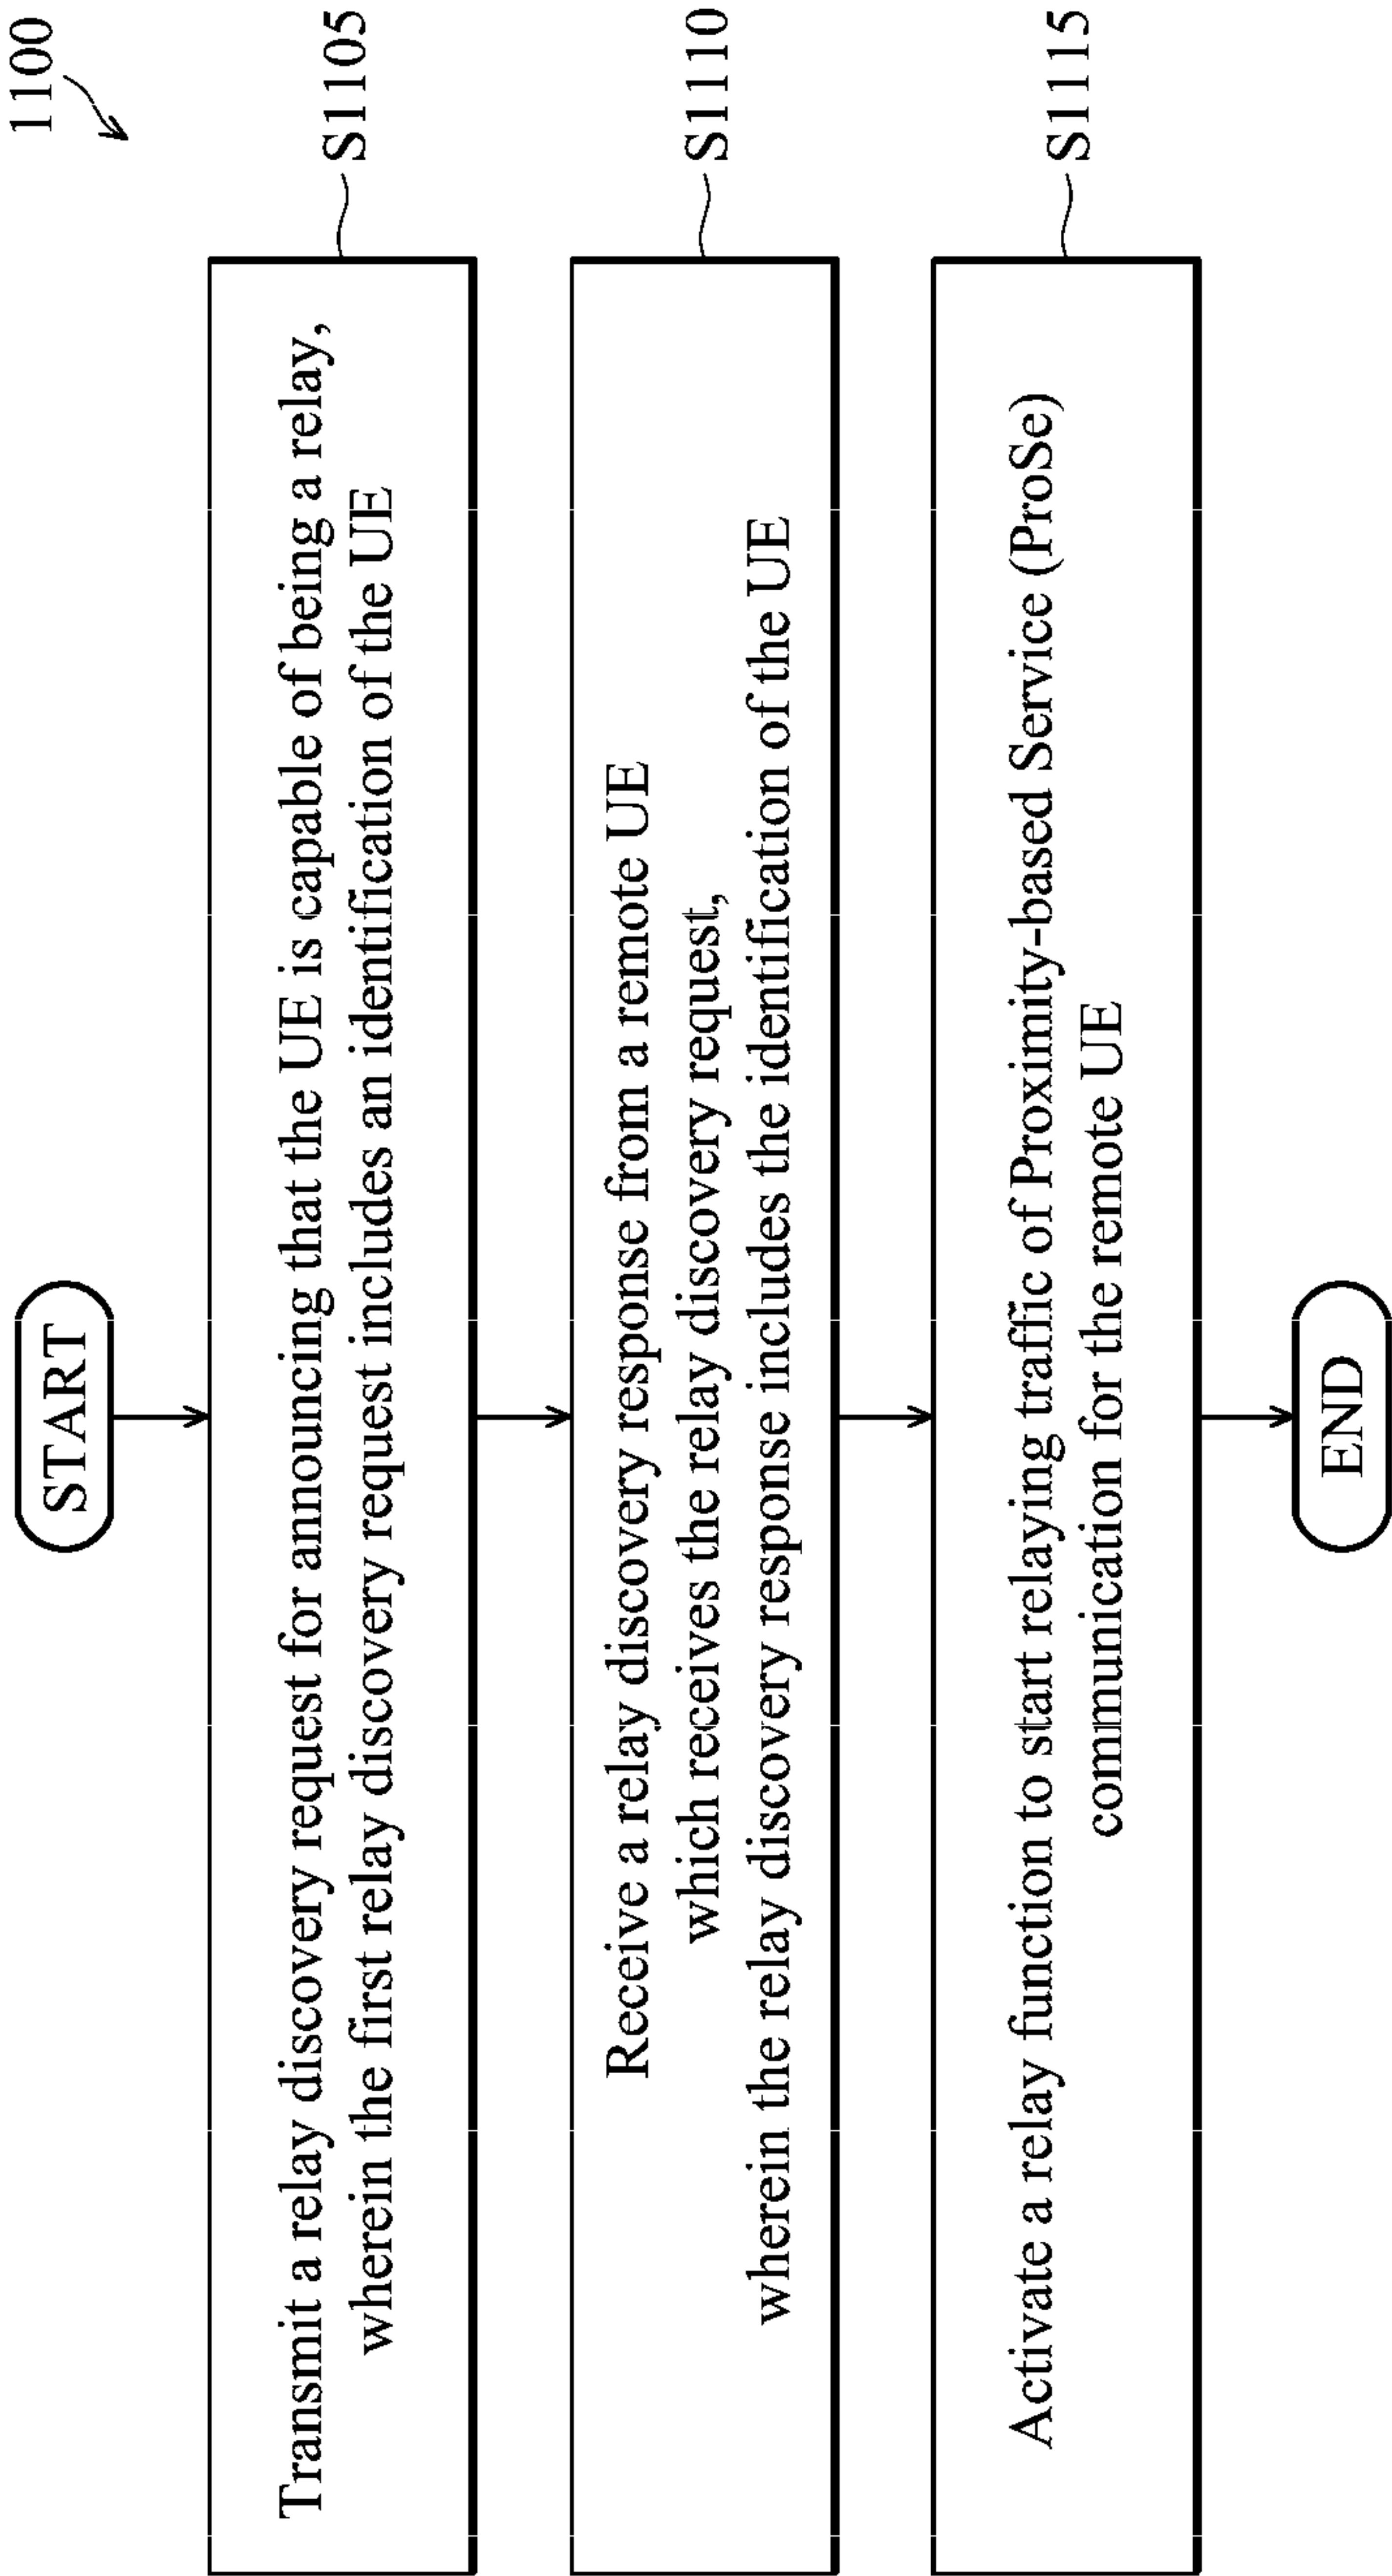 1100
START
Transmit a relay discovery request for announcing that the UE is capable of being a relay,
wherein the first relay discovery request includes an identification of the UE
S1105
Receive a relay discovery response from a remote UE
which receives the relay discovery request,
wherein the relay discovery response includes the identification of the UE
S1110
Activate a relay function to start relaying traffic of Proximity-based Service (ProSe)
communication for the remote UE
S1115
END